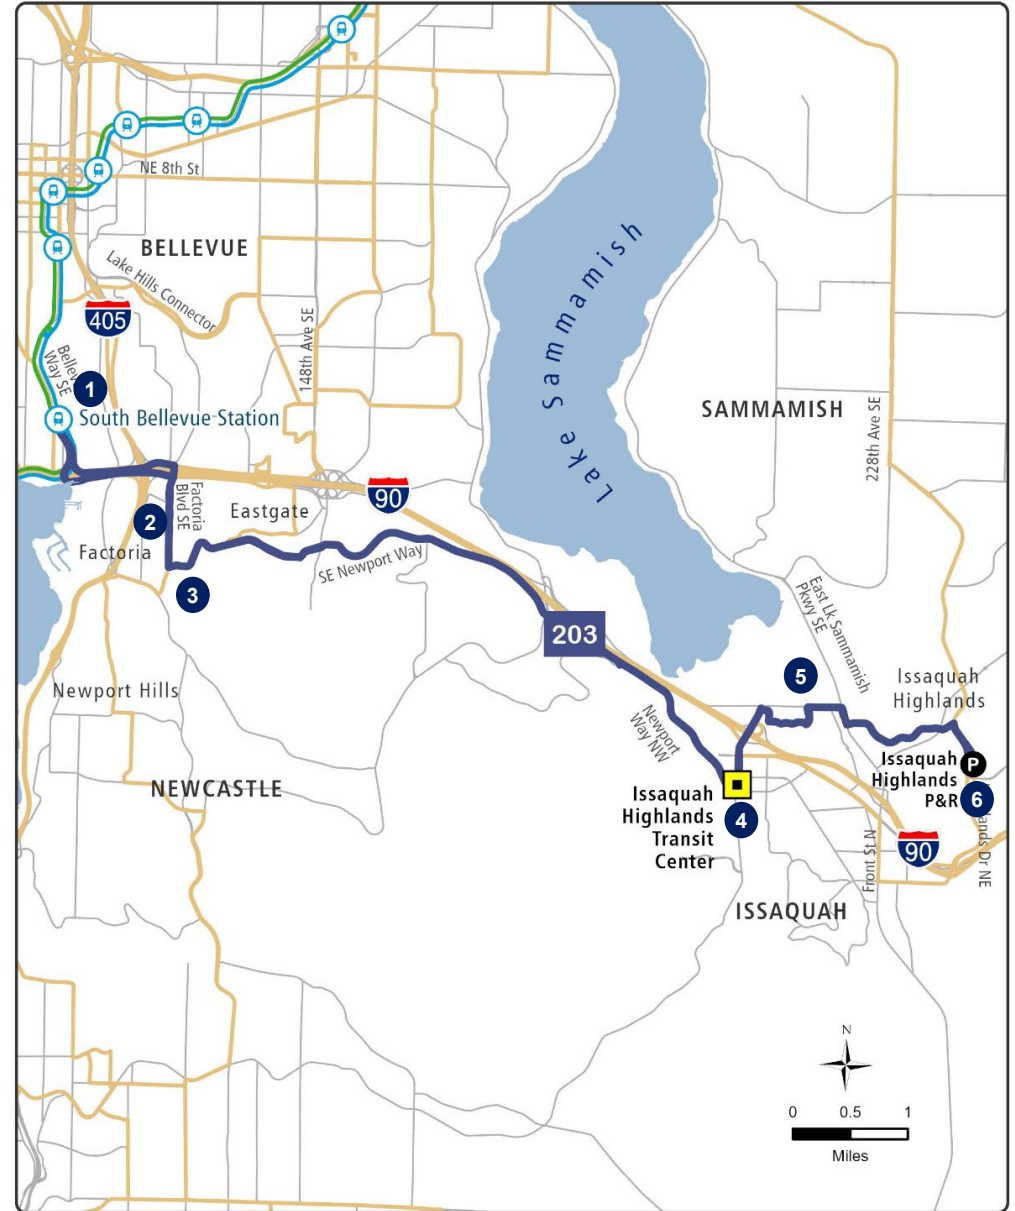 NE 8th St
BELLEVUE
Lake Hills Connector
405
148th Ave SE
Way SE
1
South Bellevue Station
Lake Sammamish
SAMMAMISH
228th Ave SE
90
Factoria
Blvd SE
Eastgate
2
Factoria
SE Newport Way
3
203
East Lk Sammamish
Pkwy SE
5
Issaquah
Highlands
Newport Hills
Newport
Way NW
Issaquah
Highlands
P&R
P
6
NEWCASTLE
Issaquah
Highlands
Transit
Center
4
Front St N
90
Dr NE
ISSAQUAH
N
0 0.5 1
Miles